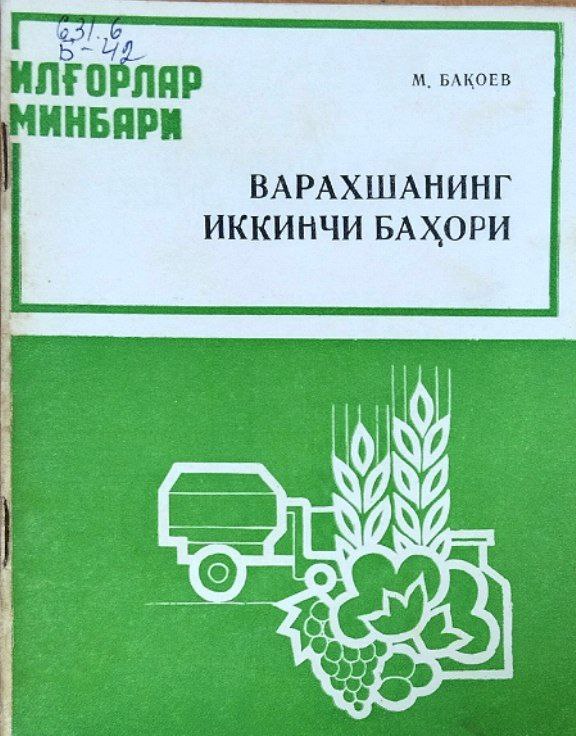 631.6
Б-42
ИЛҒОРЛАР
МИНБАРИ
М. БАҚОЕВ
ВАРАХШАНИНГ
ИККИНЧИ БАҲОРИ